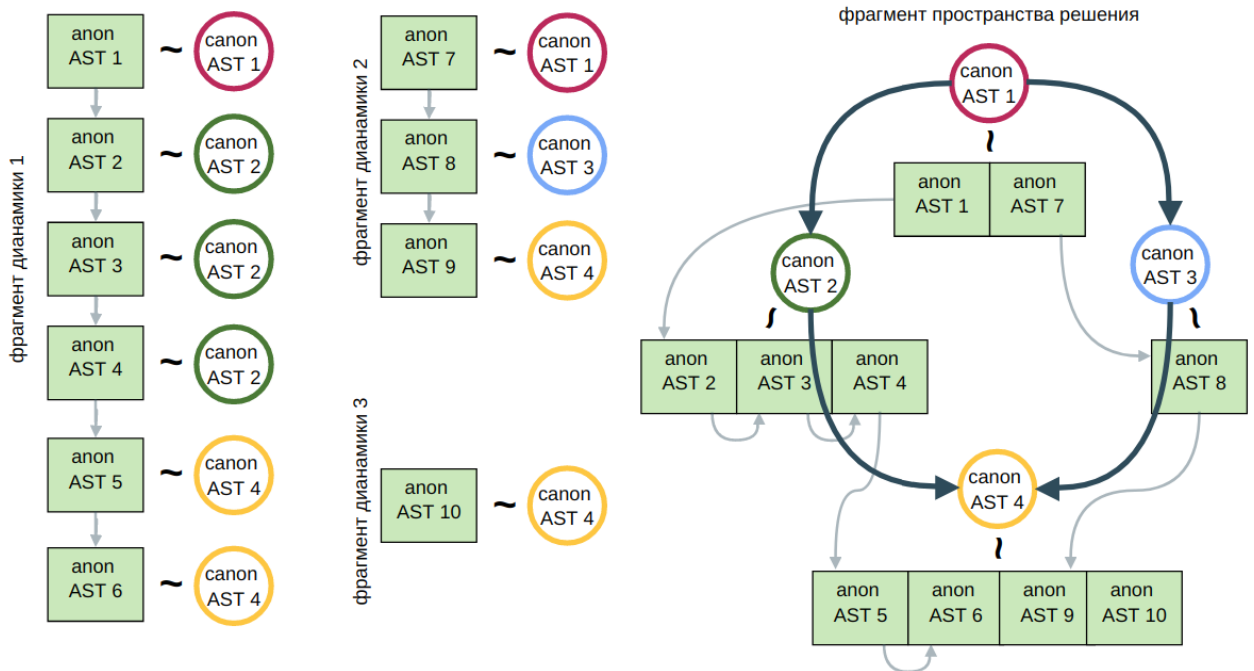 фрагмент дианамики 1
anon
AST 1
~
canon
AST 1
anon
AST 2
~
canon
AST 2
anon
AST 3
~
canon
AST 2
anon
AST 4
~
canon
AST 2
anon
AST 5
~
canon
AST 4
anon
AST 6
~
canon
AST 4
фрагмент дианамики 2
anon
AST 7
~
canon
AST 1
anon
AST 8
~
canon
AST 3
anon
AST 9
~
canon
AST 4
фрагмент дианамики 3
anon
AST 10
~
canon
AST 4
фрагмент пространства решения
canon
AST 1
~
anon
AST 1
anon
AST 7
canon
AST 2
~
canon
AST 3
~
anon
AST 2
anon
AST 3
anon
AST 4
anon
AST 8
canon
AST 4
~
anon
AST 5
anon
AST 6
anon
AST 9
anon
AST 10